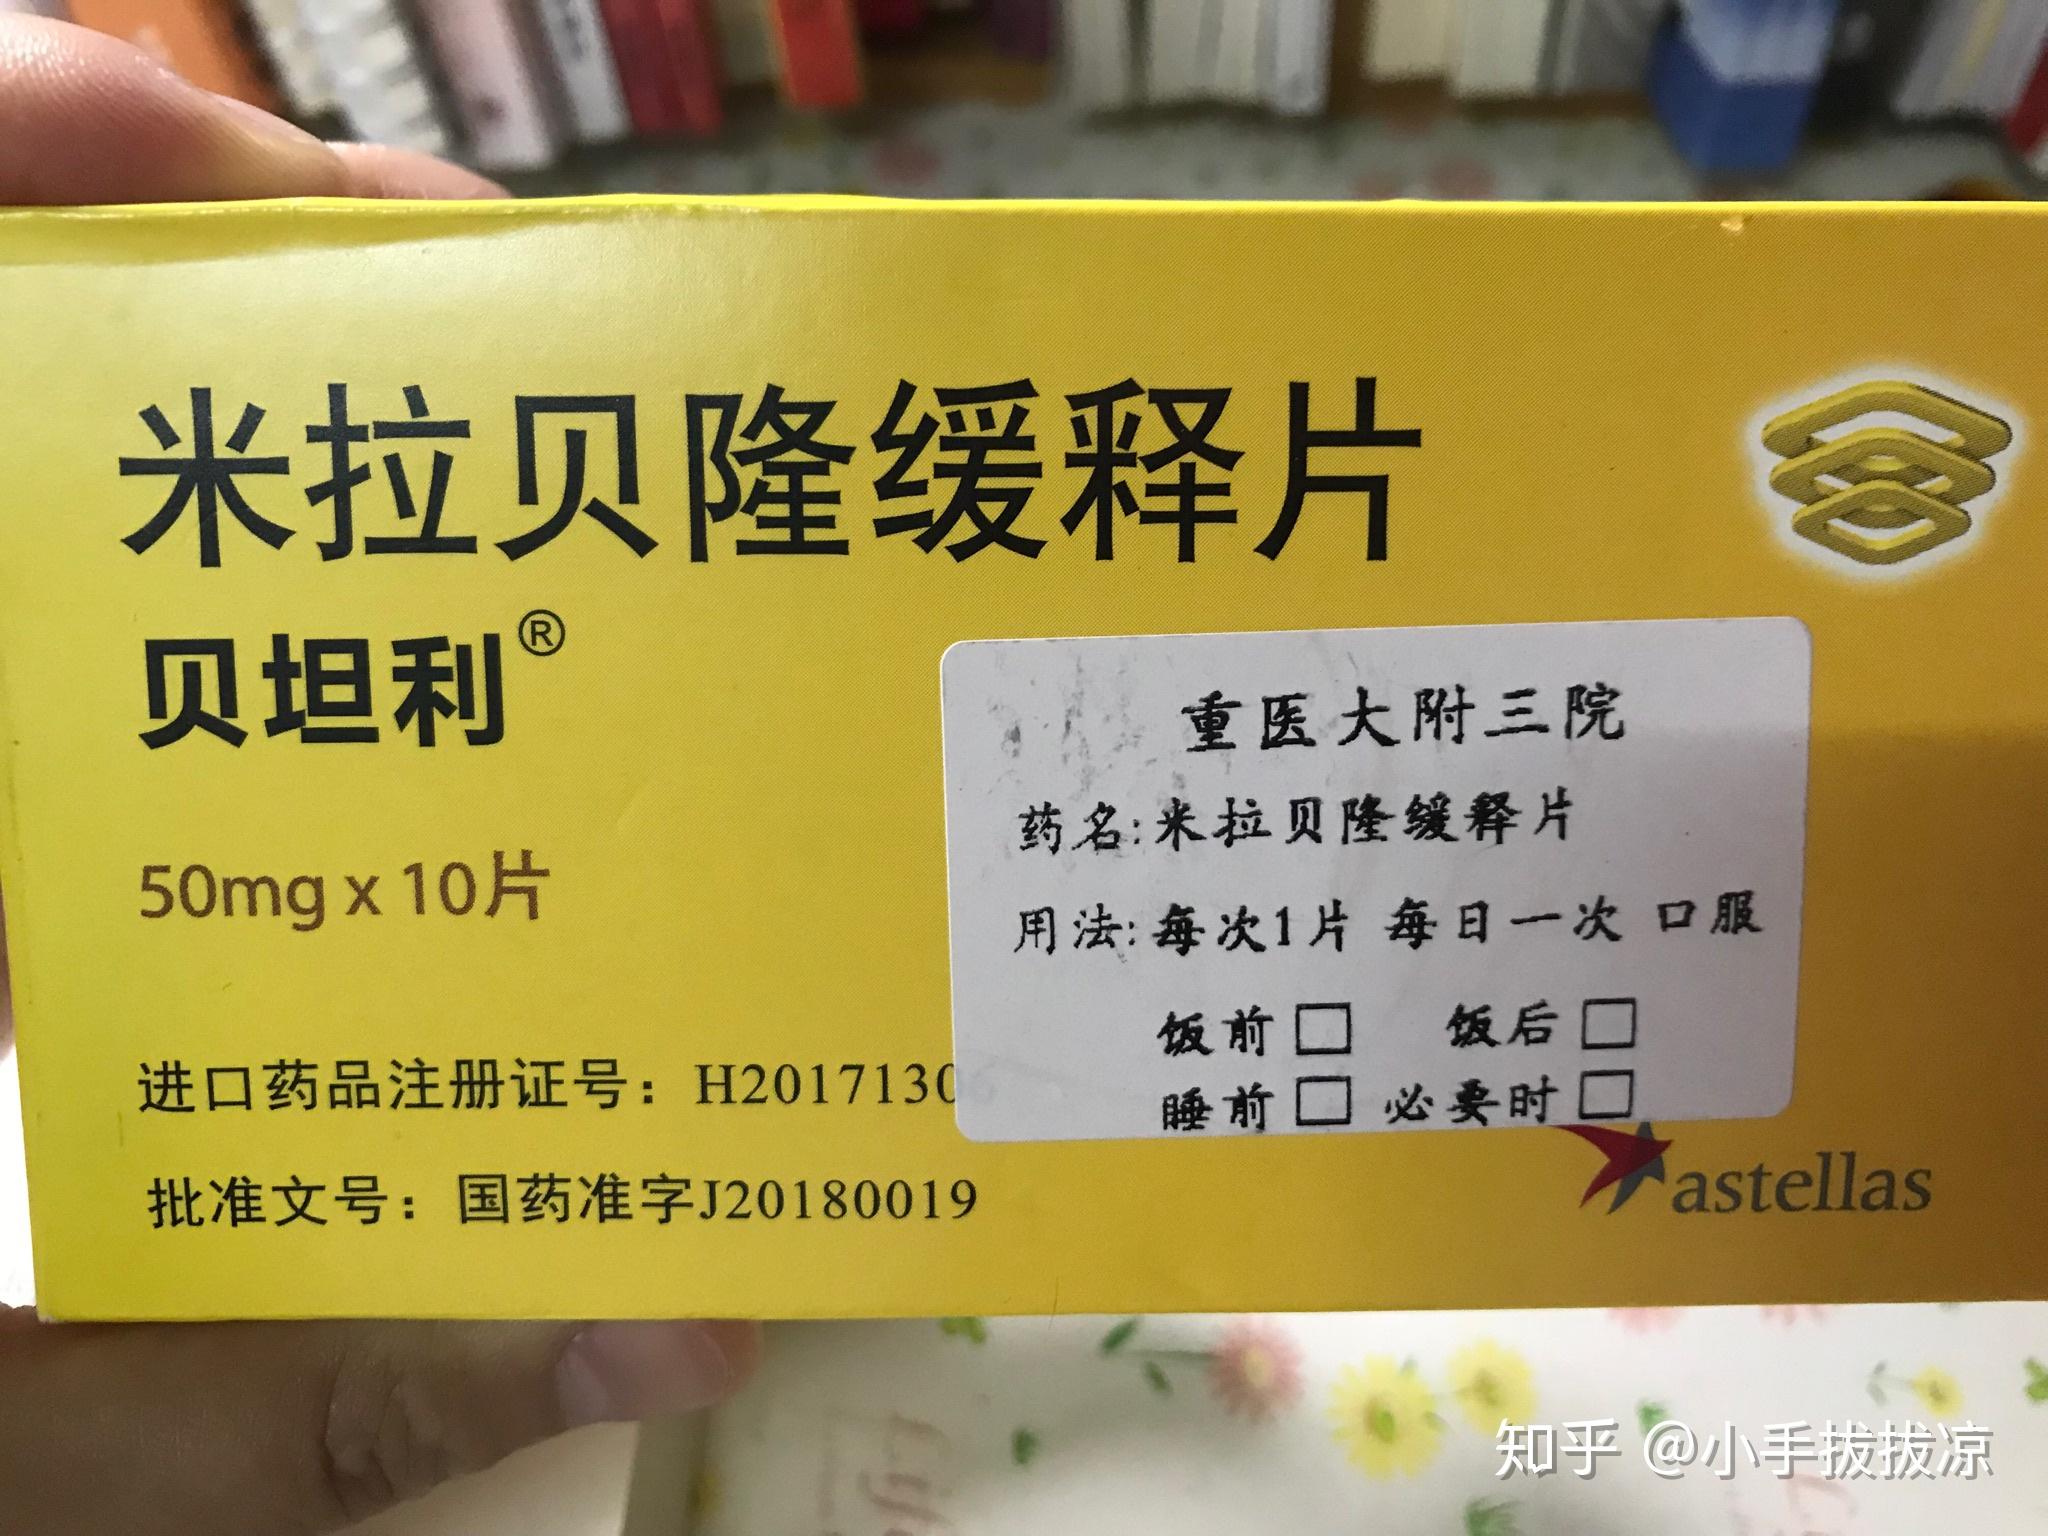 米拉贝隆缓释片
贝坦利®
50mg x 10片
进口药品注册证号：H2017130
批准文号：国药准字J20180019
重医大附三院
药名:米拉贝隆缓释片
用法:每次1片 每日一次 口服
饭前□ 饭后□
睡前□ 必要时□
astellas
知乎 @小手拔拔凉